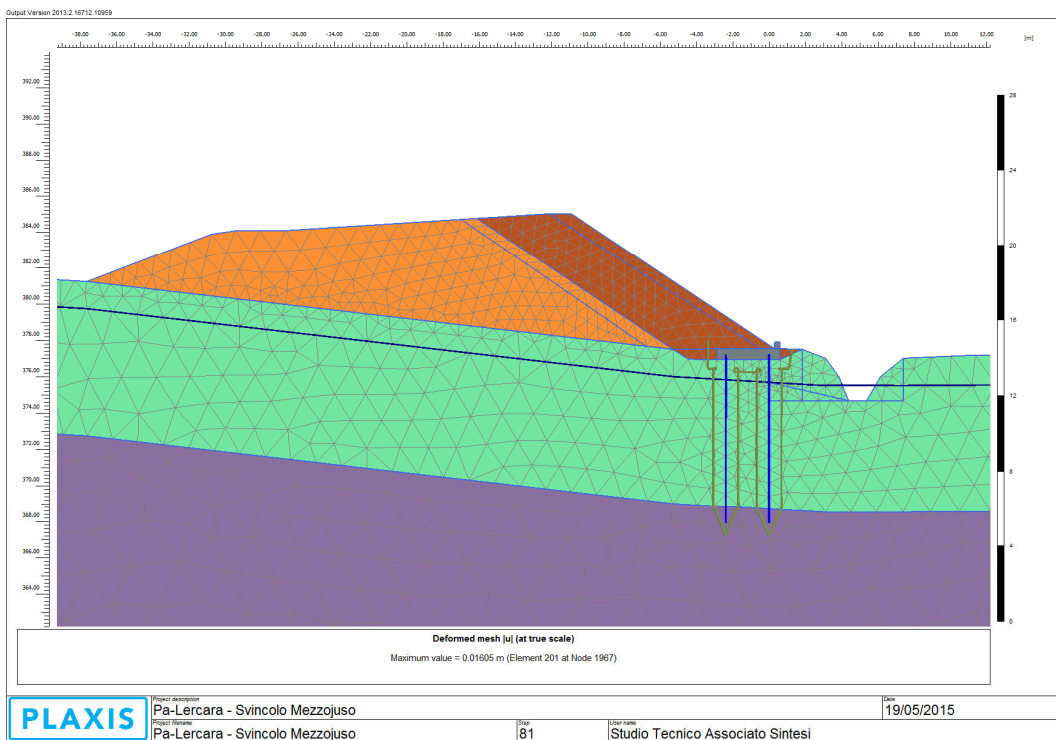 Output Version 2013.2.16712.10959
-38.00 -36.00 -34.00 -32.00 -30.00 -28.00 -26.00 -24.00 -22.00 -20.00 -18.00 -16.00 -14.00 -12.00 -10.00 -8.00 -6.00 -4.00 -2.00 0.00 2.00 4.00 6.00 8.00 10.00 12.00
[m]
392.00
390.00
388.00
386.00
384.00
382.00
380.00
378.00
376.00
374.00
372.00
370.00
368.00
366.00
364.00
28
24
20
16
12
8
4
0
Deformed mesh |u| (at true scale)
Maximum value = 0.01605 m (Element 201 at Node 1967)
PLAXIS
Project description
Pa-Lercara - Svincolo Mezzojuso
Date
19/05/2015
Project filename
Pa-Lercara - Svincolo Mezzojuso
Step
81
User name
Studio Tecnico Associato Sintesi